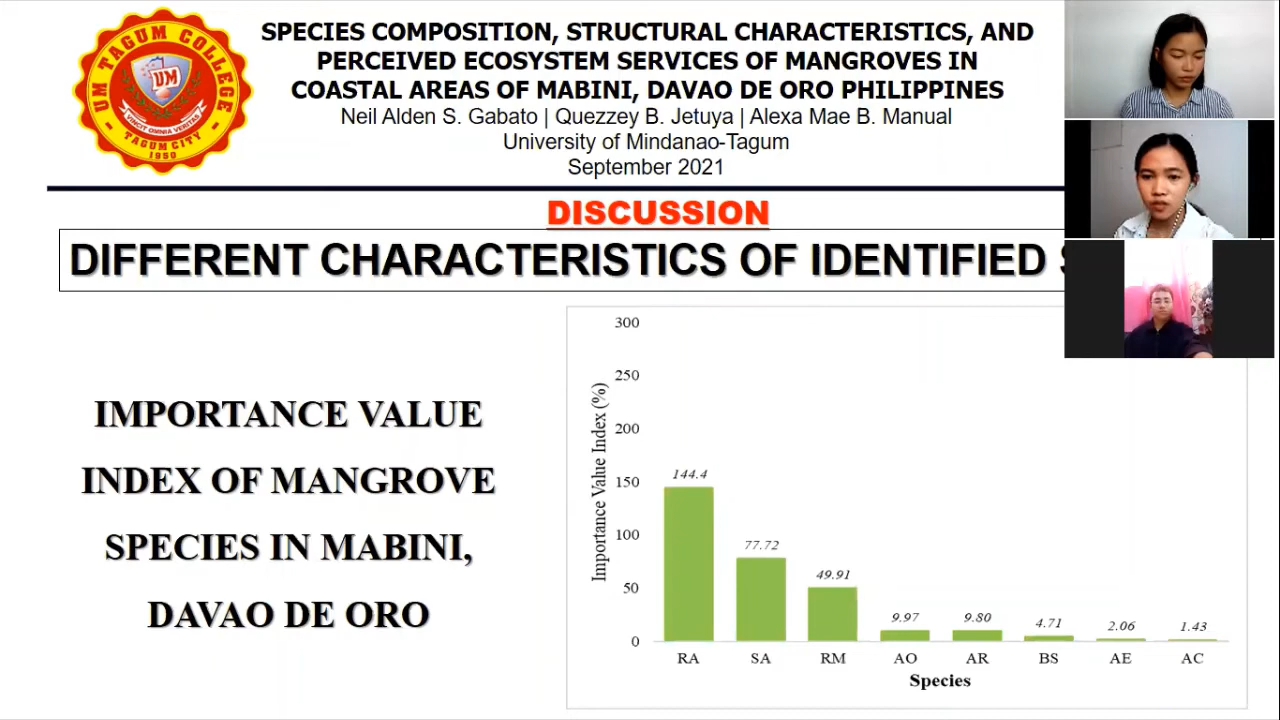 UM TAGUM COLLEGE
UM
VINCIT OMNIA VERITAS
TAGUM CITY
1950
SPECIES COMPOSITION, STRUCTURAL CHARACTERISTICS, AND
PERCEIVED ECOSYSTEM SERVICES OF MANGROVES IN
COASTAL AREAS OF MABINI, DAVAO DE ORO PHILIPPINES
Neil Alden S. Gabato | Quezzey B. Jetuya | Alexa Mae B. Manual
University of Mindanao-Tagum
September 2021
DISCUSSION
DIFFERENT CHARACTERISTICS OF IDENTIFIED
IMPORTANCE VALUE
INDEX OF MANGROVE
SPECIES IN MABINI,
DAVAO DE ORO
Importance Value Index (%)
300
250
200
150
100
50
0
144.4
77.72
49.91
9.97
9.80
4.71
2.06
1.43
RA SA RM AO AR BS AE AC
Species